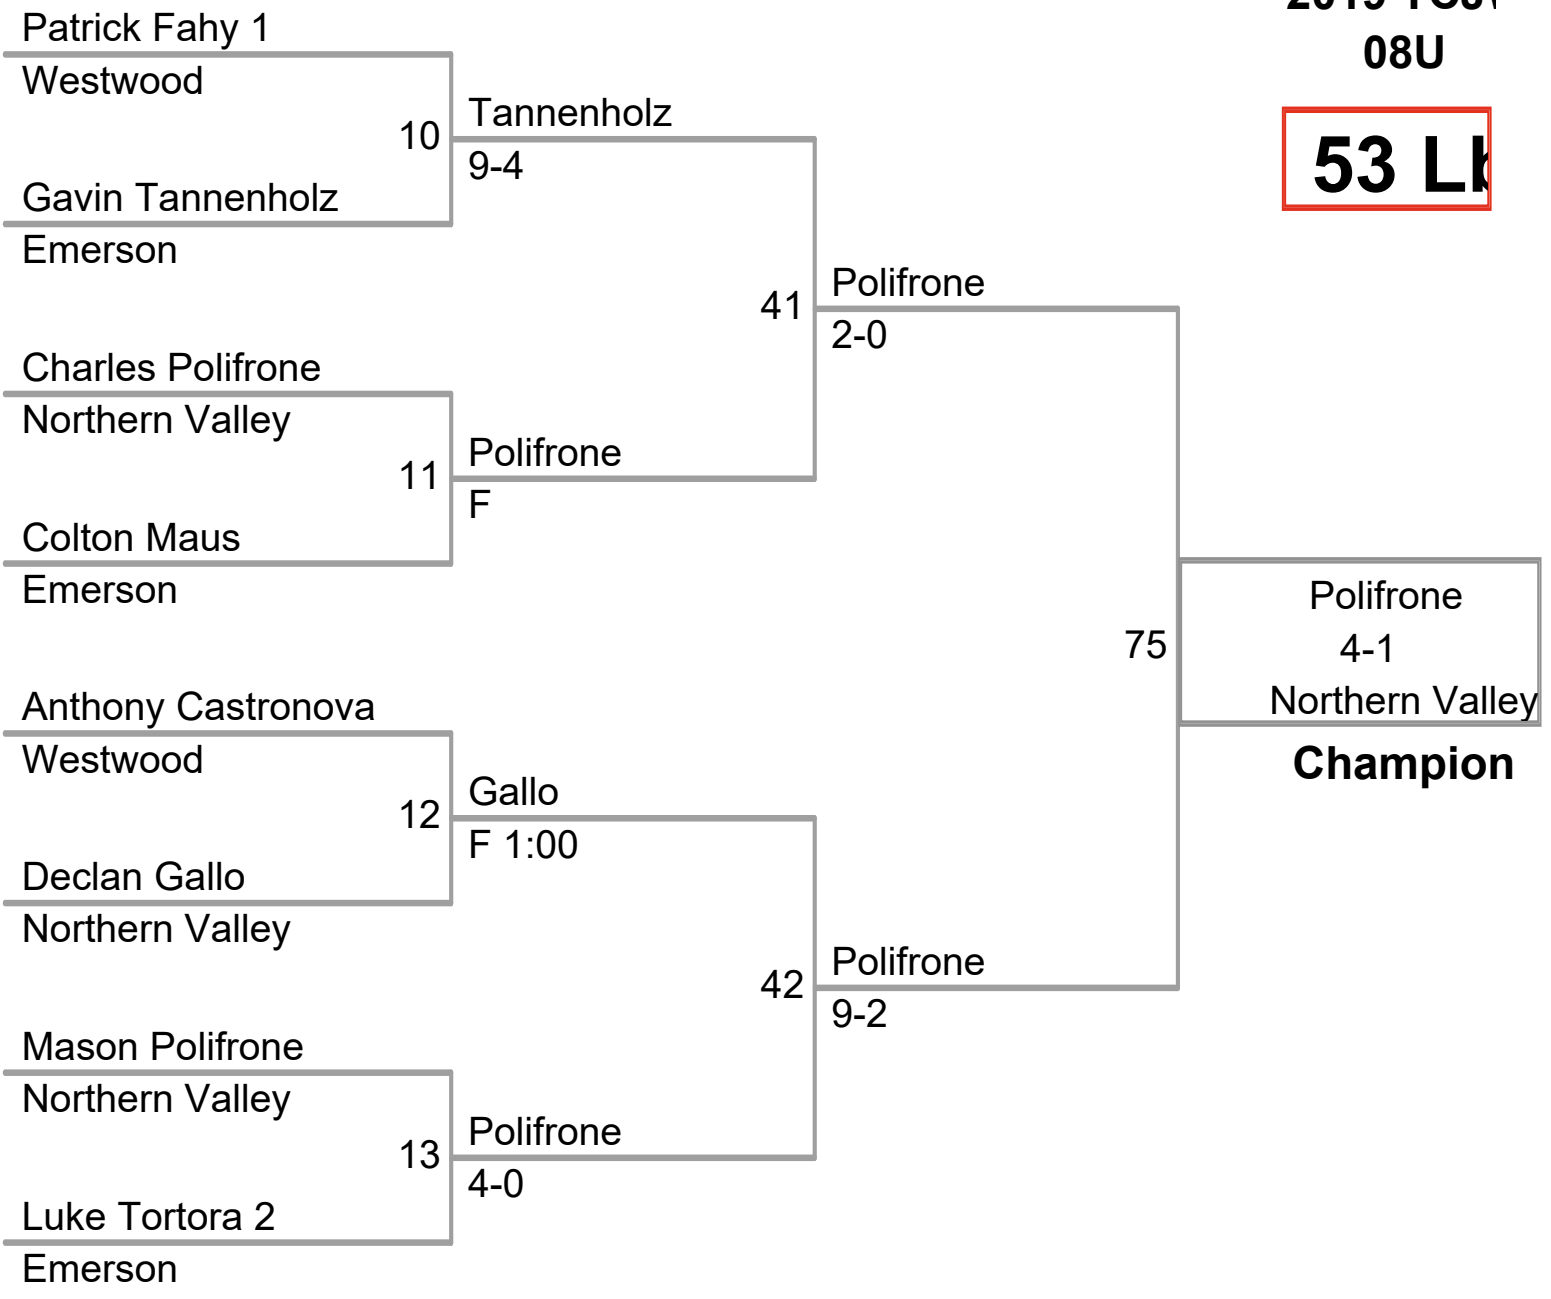 Patrick Fahy 1
Westwood
10
Gavin Tannenholz
Emerson
Tannenholz
9-4
Charles Polifrone
Northern Valley
11
Colton Maus
Emerson
Polifrone
F
41
Polifrone
2-0
Anthony Castronova
Westwood
12
Declan Gallo
Northern Valley
Gallo
F 1:00
Mason Polifrone
Northern Valley
13
Luke Tortora 2
Emerson
Polifrone
4-0
42
Polifrone
9-2
75
Polifrone
4-1
Northern Valley
Champion
2019
08U
53